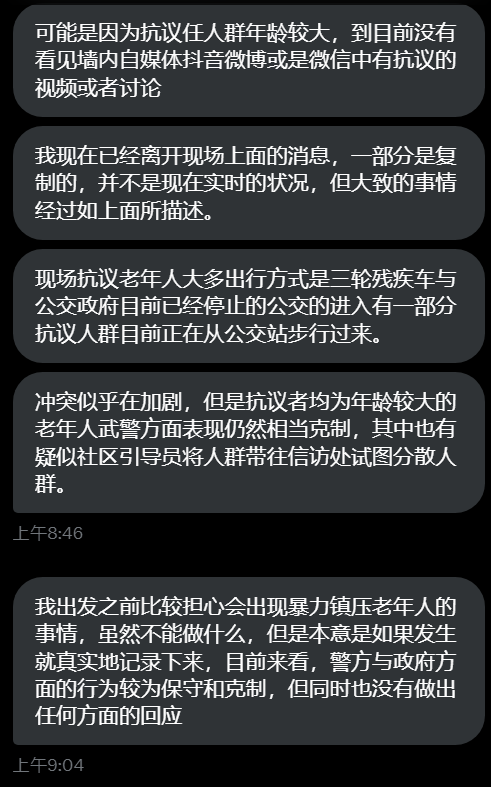 可能是因为抗议任人群年龄较大，到目前没有
看见墙内自媒体抖音微博或是微信中有抗议的
视频或者讨论
我现在已经离开现场上面的消息，一部分是复
制的，并不是现在实时的状况，但大致的事情
经过如上面所描述。
现场抗议老年人大多出行方式是三轮残疾车与
公交政府目前已经停止的公交的进入有一部分
抗议人群目前正在从公交站步行过来。
冲突似乎在加剧，但是抗议者均为年龄较大的
老年人武警方面表现仍然相当克制，其中也有
疑似社区引导员将人群带往信访处试图分散人
群。
上午8:46
我出发之前比较担心会出现暴力镇压老年人的
事情，虽然不能做什么，但是本意是如果发生
就真实地记录下来，目前来看，警方与政府方
面的行为较为保守和克制，但同时也没有做出
任何方面的回应
上午9:04